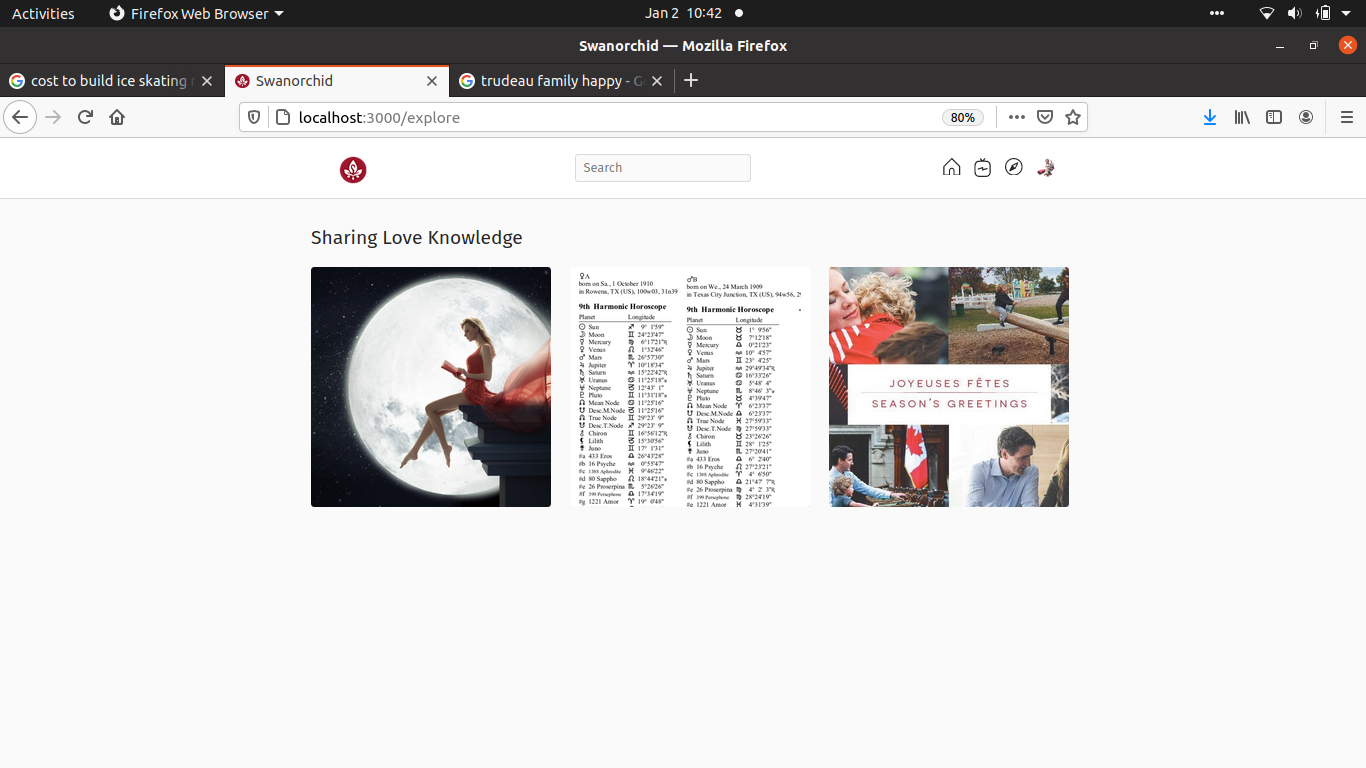 Activities
Firefox Web Browser
Jan 2 10:42
Swanorchid — Mozilla Firefox
cost to build ice skating
Swanorchid
trudeau family happy - G
localhost:3000/explore
80%
Search
Sharing Love Knowledge
♀A
born on Sa., 1 October 1910
in Rowena, TX (US), 100w03, 31n39
9th Harmonic Horoscope
Planet Longitude
Sun ♐ 9° 1'59"
Moon ♊ 24°23'47"
Mercury ♏ 6°17'21"
Venus ♌ 1°32'46"
Mars ♏ 26°57'30"
Jupiter ♈ 10°18'34"
Saturn ♒ 15°22'42"
Uranus ♋ 11°25'18"
Neptune 12°43' 1"
Pluto ♊ 11°31'18"
Mean Node ♋ 11°25'16"
Desc.M.Node 11°25'16"
True Node ♊ 29°23' 9"
Desc.T.Node 29°23' 9"
Chiron 16°56'12"
Lilith 15°30'56"
Juno ♊ 17° 1'31"
#a 433 Eros ♎ 26°43'28"
#b 16 Psyche ♒ 0°55'47"
#c 1388 Aphrodite ♓ 9°46'22"
#d 80 Sappho ♌ 18°44'21"
#e 26 Proserpina ♏ 5°26'26"
#f 399 Persephone ♎ 17°34'19"
#g 1221 Amor ♈ 19° 0'48"
♂B
born on We., 24 March 1909
in Texas City Junction, TX (US), 94w56,
9th Harmonic Horoscope
Planet Longitude
Sun ♉ 1° 9'56"
Moon ♊ 7°12'18"
Mercury ♎ 0°21'23"
Venus ♒ 10° 4'57"
Mars ♊ 23° 4'25"
Jupiter ♒ 29°49'34"
Saturn ♋ 16°33'26"
Uranus ♎ 5°48' 4"
Neptune ♏ 8°46' 3"
Pluto ♉ 4°39'47"
Mean Node ♈ 6°23'37"
Desc.M.Node ♎ 6°23'37"
True Node ♓ 27°59'33"
Desc.T.Node ♍ 27°59'33"
Chiron ♉ 23°26'26"
Lilith ♊ 28° 1'25"
Juno ♏ 27°20'41"
#a 433 Eros ♎ 6° 2'40"
#b 16 Psyche ♌ 27°23'21"
#c 1388 Aphrodite ♈ 4° 6'50"
#d 80 Sappho ♎ 21°47' 7"
#e 26 Proserpina ♍ 4° 2' 3"
#f 399 Persephone ♍ 28°24'19"
#g 1221 Amor ♓ 4°31'39"
JOYEUSES FÊTES
SEASON'S GREETINGS